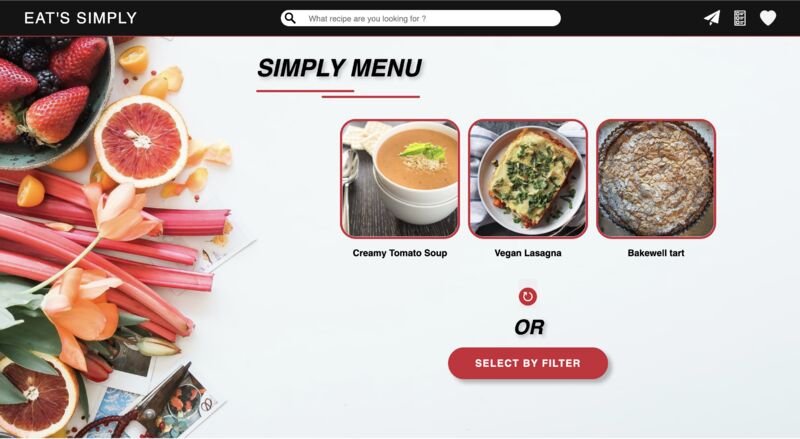 EAT'S SIMPLY
What recipe are you looking for ?
SIMPLY MENU
Creamy Tomato Soup
Vegan Lasagna
Bakewell tart
OR
SELECT BY FILTER